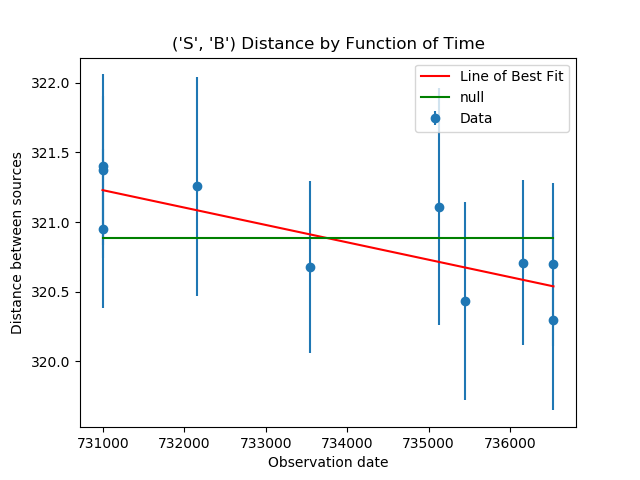 ('S', 'B') Distance by Function of Time
Line of Best Fit
null
Data
Distance between sources
322.0
321.5
321.0
320.5
320.0
731000 732000 733000 734000 735000 736000
Observation date